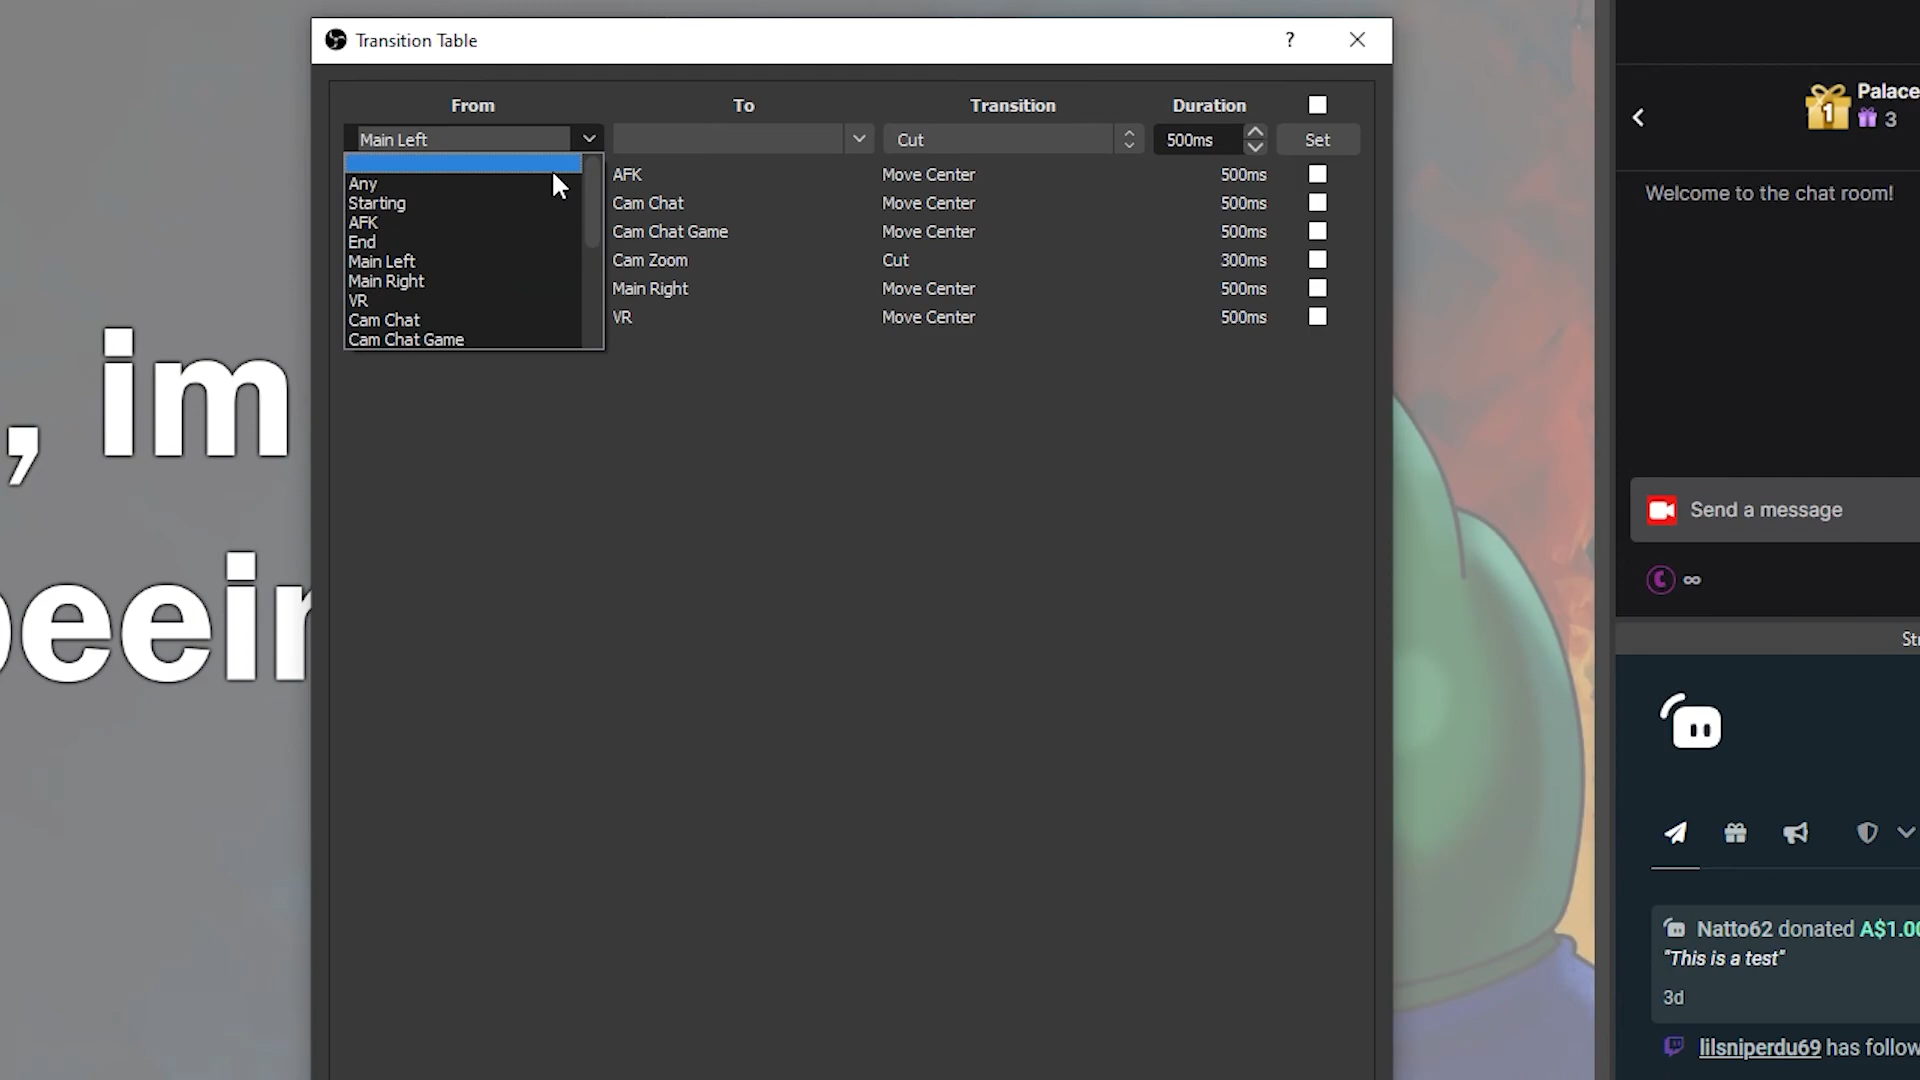 Transition Table
?
From To Transition Duration
Main Left Cut 500ms Set
Any
Starting
AFK
End
Main Left
Main Right
VR
Cam Chat
Cam Chat Game
AFK Move Center 500ms
Cam Chat Move Center 500ms
Cam Chat Game Move Center 500ms
Cam Zoom Cut 300ms
Main Right Move Center 500ms
VR Move Center 500ms
, im
beeir
1
Palace
3
Welcome to the chat room!
Send a message
∞
Str
Natto62 donated A$1.00
"This is a test"
3d
lilsniperdu69 has follow